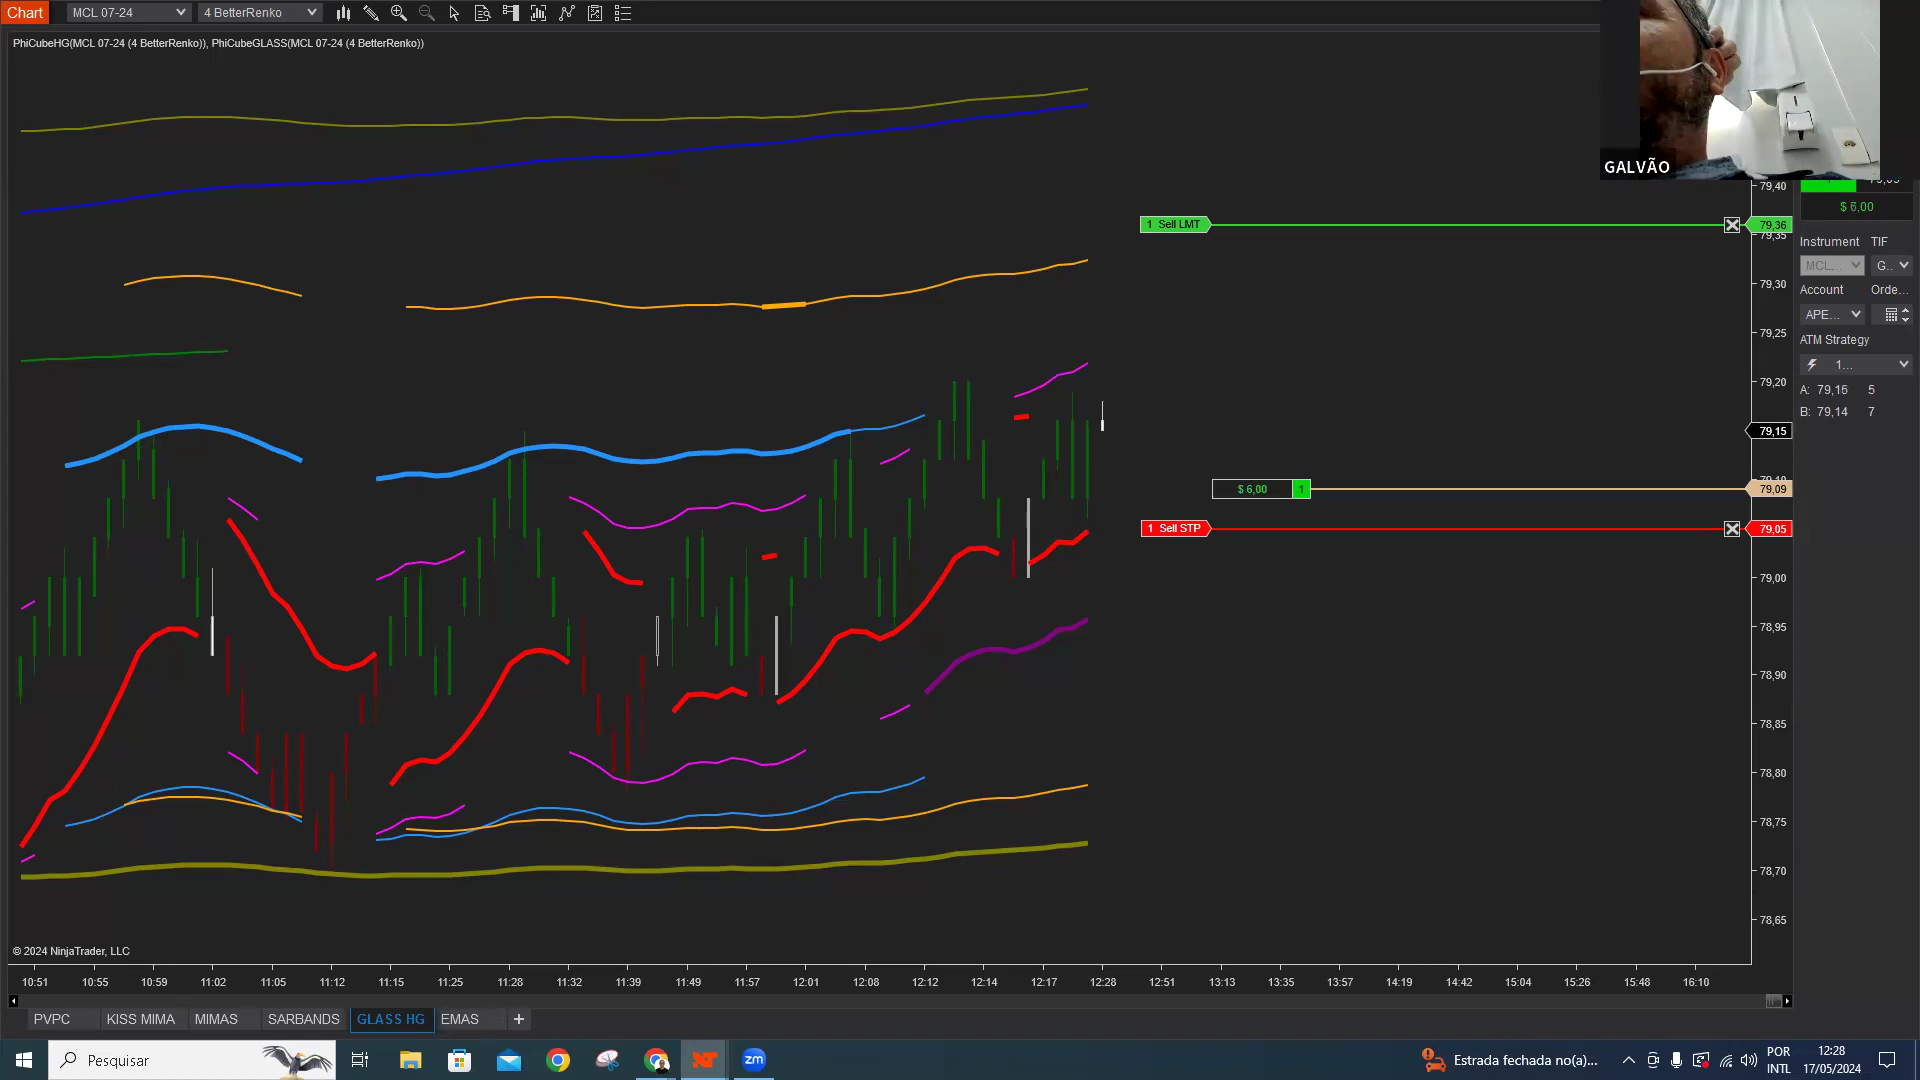 Chart MCL 07-24 4 BetterRenko
PhiCubeHG(MCL 07-24 (4 BetterRenko)), PhiCubeGLASS(MCL 07-24 (4 BetterRenko))
GALVÃO
79,40
$ 6,00
1 Sell LMT
79,36
79,35
Instrument TIF
MCL... G..
79,30
Account Orde...
APE...
79,25
ATM Strategy
1...
79,20
A: 79,16 5
B: 79,14 7
79,15
$ 6,00 1
79,09
1 Sell STP
79,05
79,00
78,95
78,90
78,85
78,80
78,75
78,70
78,65
© 2024 NinjaTrader, LLC
10:51 10:55 10:59 11:02 11:05 11:12 11:15 11:25 11:28 11:32 11:39 11:49 11:57 12:01 12:08 12:12 12:14 12:17 12:28 12:51 13:13 13:35 13:57 14:19 14:42 15:04 15:26 15:48 16:10
PVPC KISS MIMA MIMAS SARBANDS GLASS HG EMAS +
Pesquisar
zm
Estrada fechada no(a)...
POR
INTL
12:28
17/05/2024